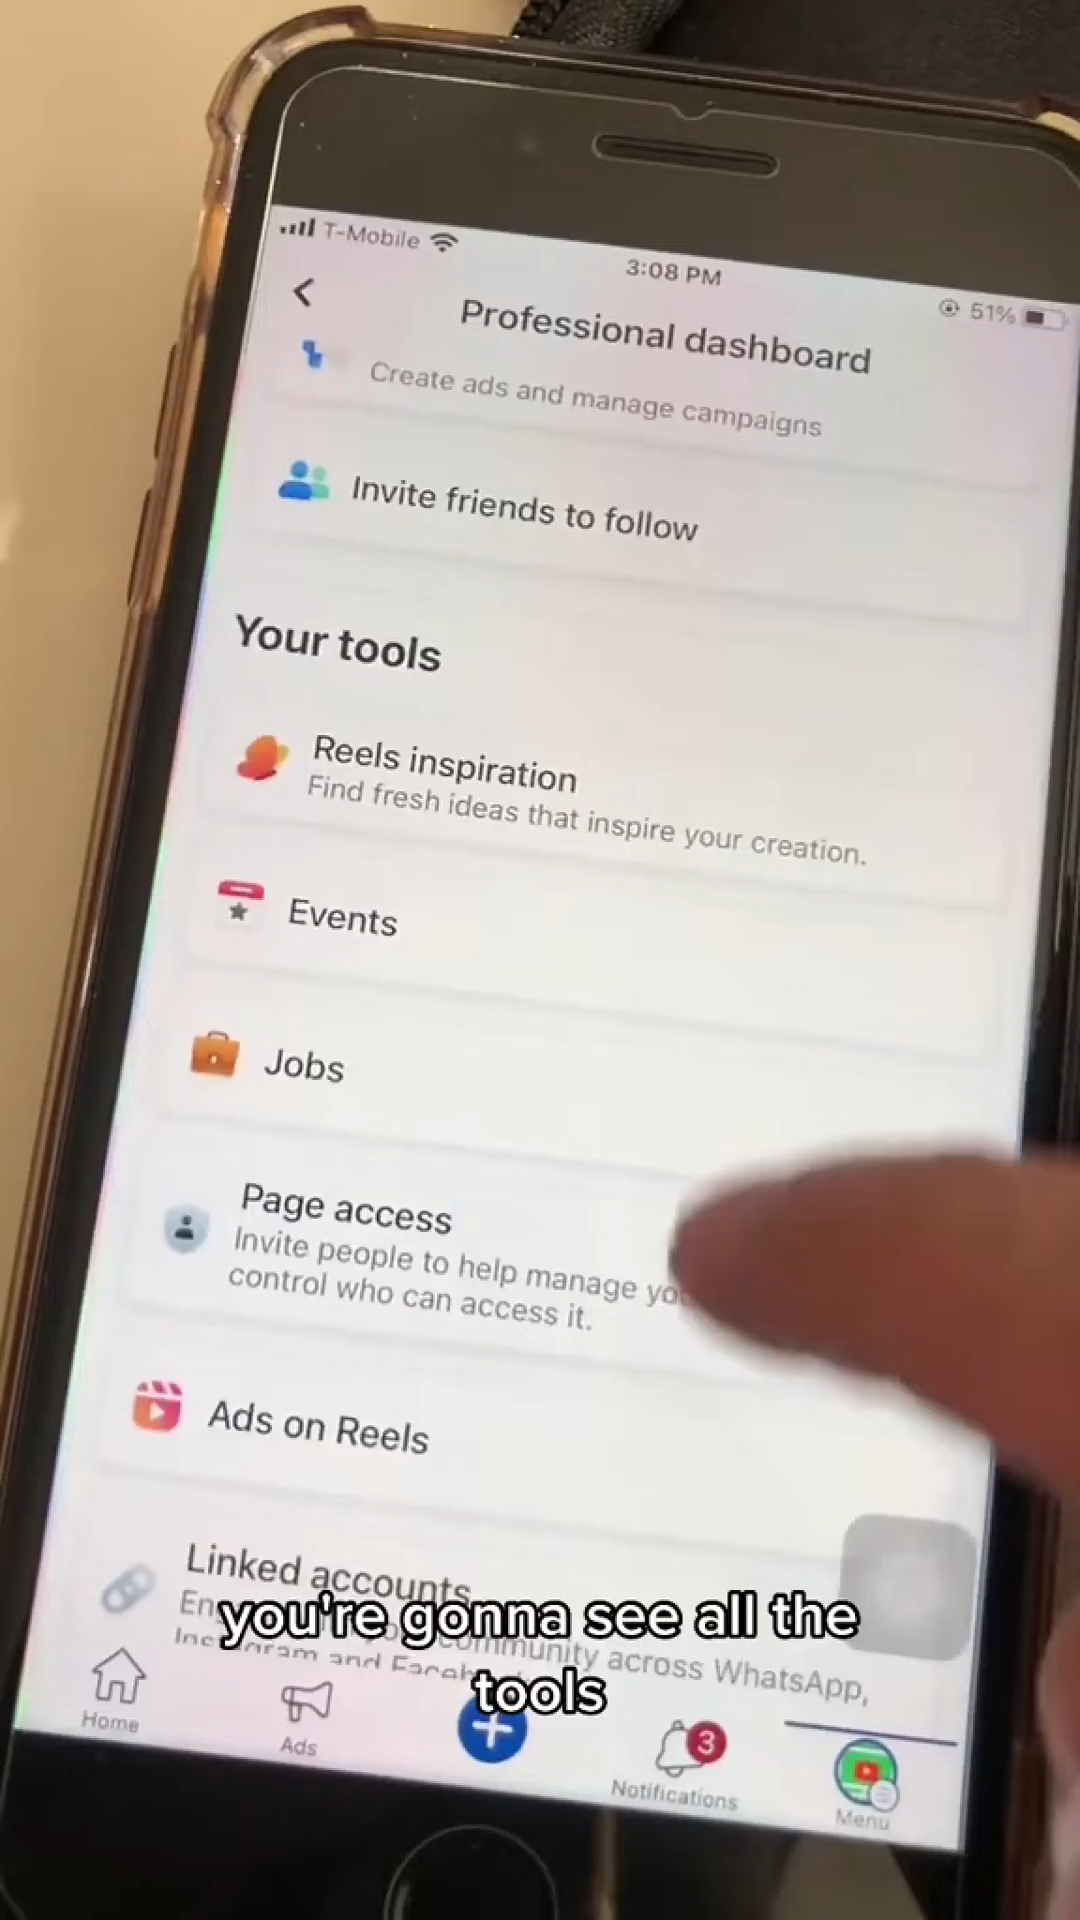 T-Mobile
3:08 PM
51%
Professional dashboard
Create ads and manage campaigns
Invite friends to follow
Your tools
Reels inspiration
Find fresh ideas that inspire your creation.
Events
Jobs
Page access
Invite people to help manage
control who can access it.
Ads on Reels
Linked accounts
community across WhatsApp,
Instagram and
you're gonna see all the
tools
Home
Ads
3
Notifications
Menu